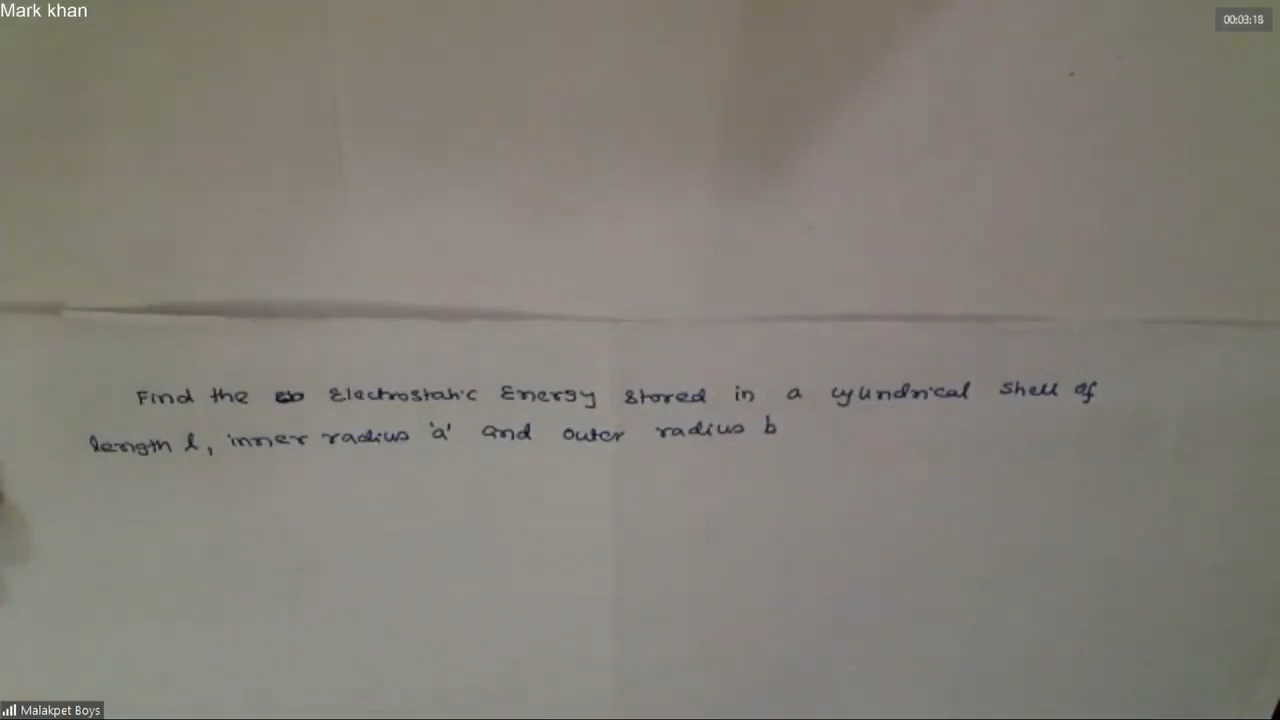 Mark khan
00:03:18
Find the Electrostatic Energy stored in a cylindrical shell of
length l, inner radius 'a' and outer radius b
Malakpet Boys